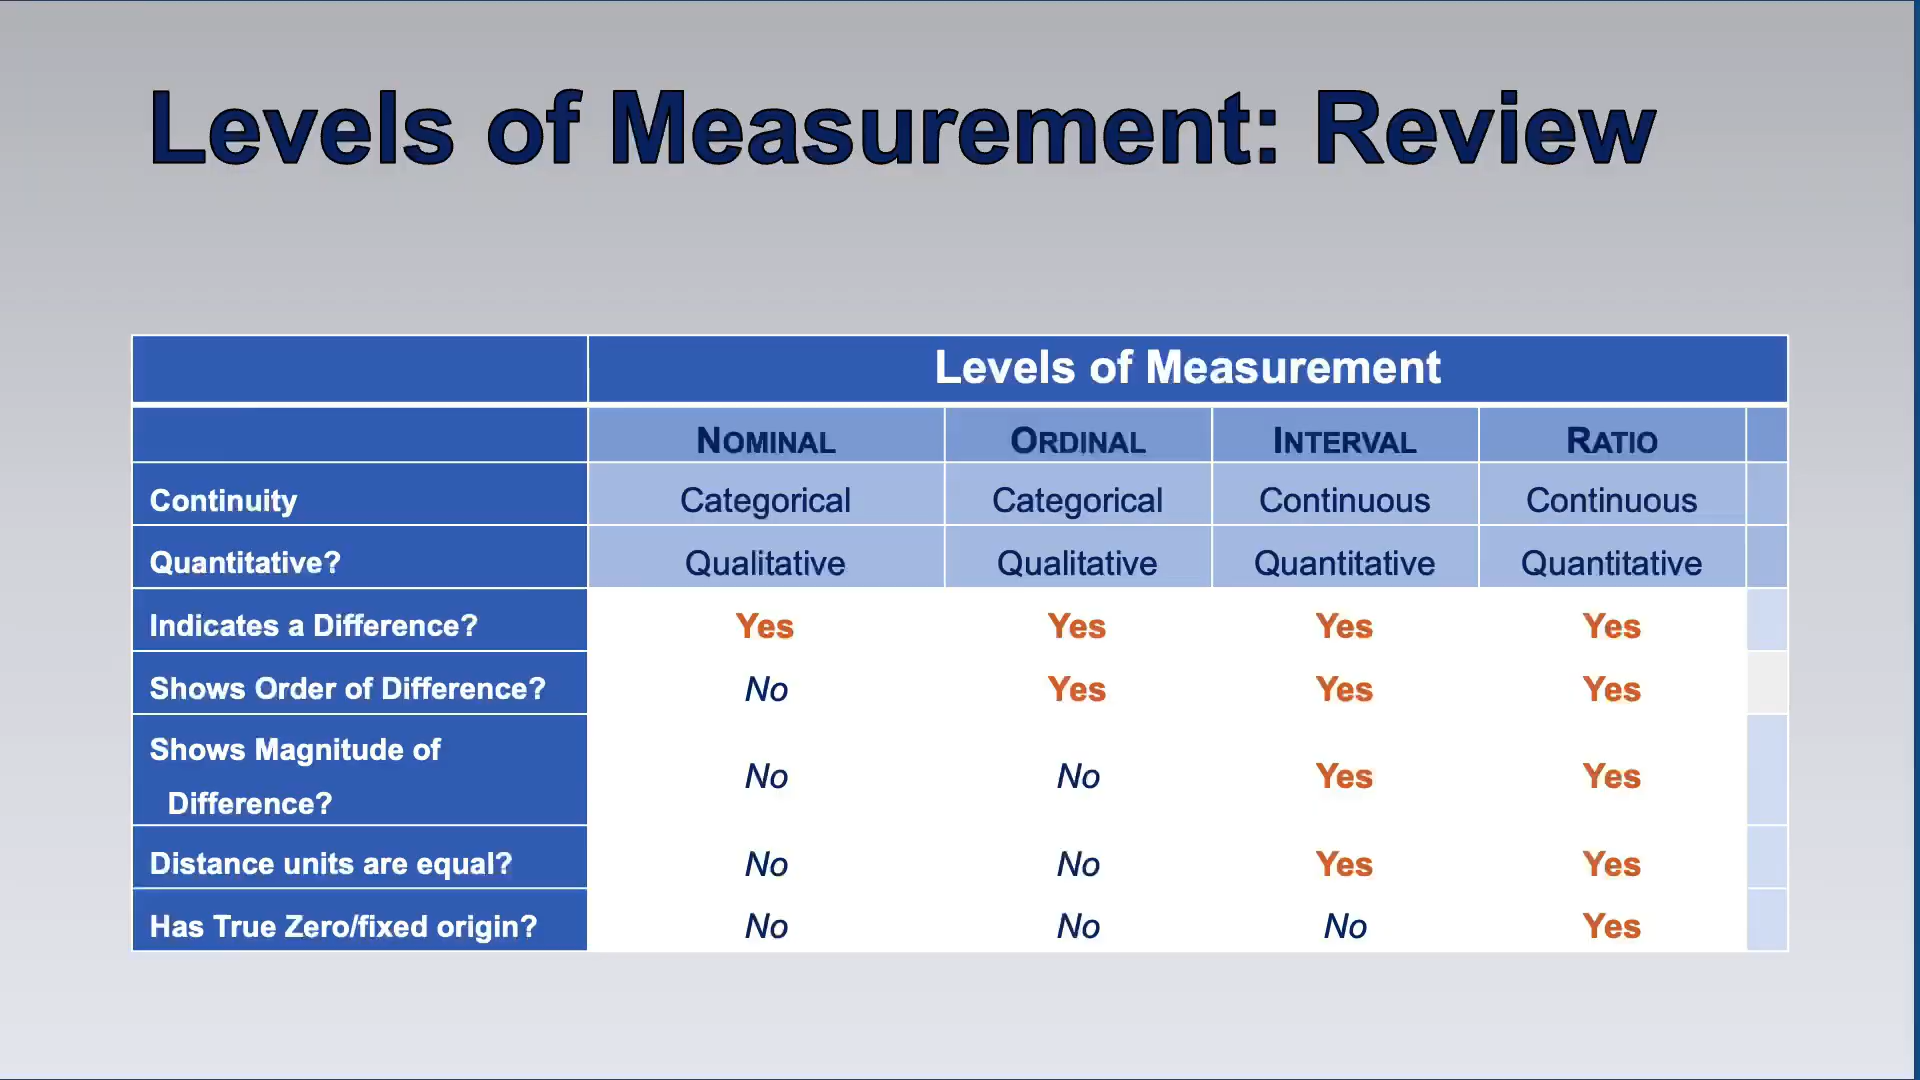 Levels of Measurement: Review
Levels of Measurement
NOMINAL ORDINAL INTERVAL RATIO
Continuity Categorical Categorical Continuous Continuous
Quantitative? Qualitative Qualitative Quantitative Quantitative
Indicates a Difference? Yes Yes Yes Yes
Shows Order of Difference? No Yes Yes Yes
Shows Magnitude of
Difference? No No Yes Yes
Distance units are equal? No No Yes Yes
Has True Zero/fixed origin? No No No Yes